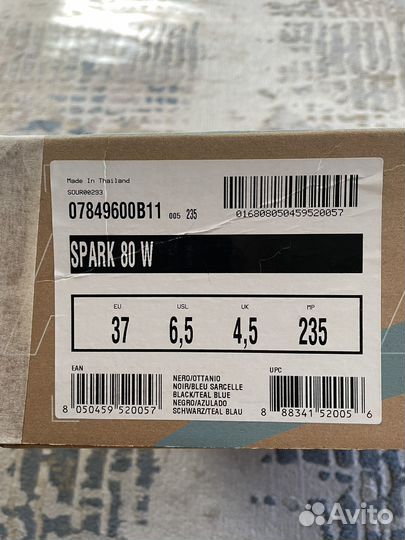 Made In Thailand
SOUR00293
07849600B11 005 235
016808050459520057
SPARK 80 W
EU USL UK MP
37 6,5 4,5 235
EAN
UPC
NERO/OTTANIO
NOIR/BLEU SARCELLE
BLACK/TEAL BLUE
NEGRO/AZULADO
SCHWARZ/TEAL BLAU
8 050459 520057
8 88341 52005 6
Avito